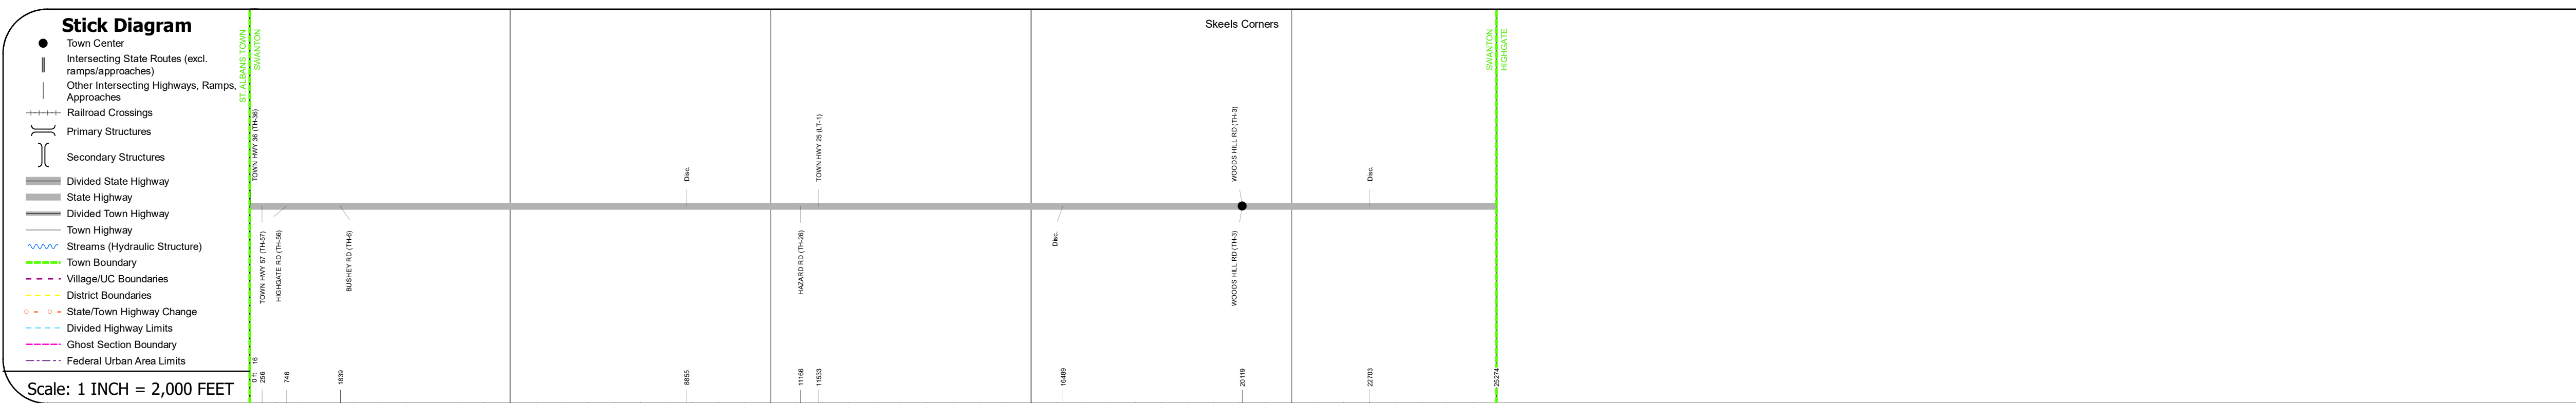 Stick Diagram
Town Center
Intersecting State Routes (excl.
ramps/approaches)
Other Intersecting Highways, Ramps,
Approaches
Railroad Crossings
Primary Structures
Secondary Structures
Divided State Highway
State Highway
Divided Town Highway
Town Highway
Streams (Hydraulic Structure)
Town Boundary
Village/UC Boundaries
District Boundaries
State/Town Highway Change
Divided Highway Limits
Ghost Section Boundary
Federal Urban Area Limits
Scale: 1 INCH = 2,000 FEET
ST ALBANS TOWN
SWANTON
Skeels Corners
SWANTON
HIGHGATE
TOWN HWY 36 (TH-36)
Disc.
TOWN HWY 25 (LT-1)
WOODS HILL RD (TH-3)
Disc.
TOWN HWY 57 (TH-57)
HIGHGATE RD (TH-56)
BUSHEY RD (TH-6)
HAZARD RD (TH-26)
Disc.
WOODS HILL RD (TH-3)
0 ft
16
256
746
1839
8855
11166
11533
16489
20119
22703
25274